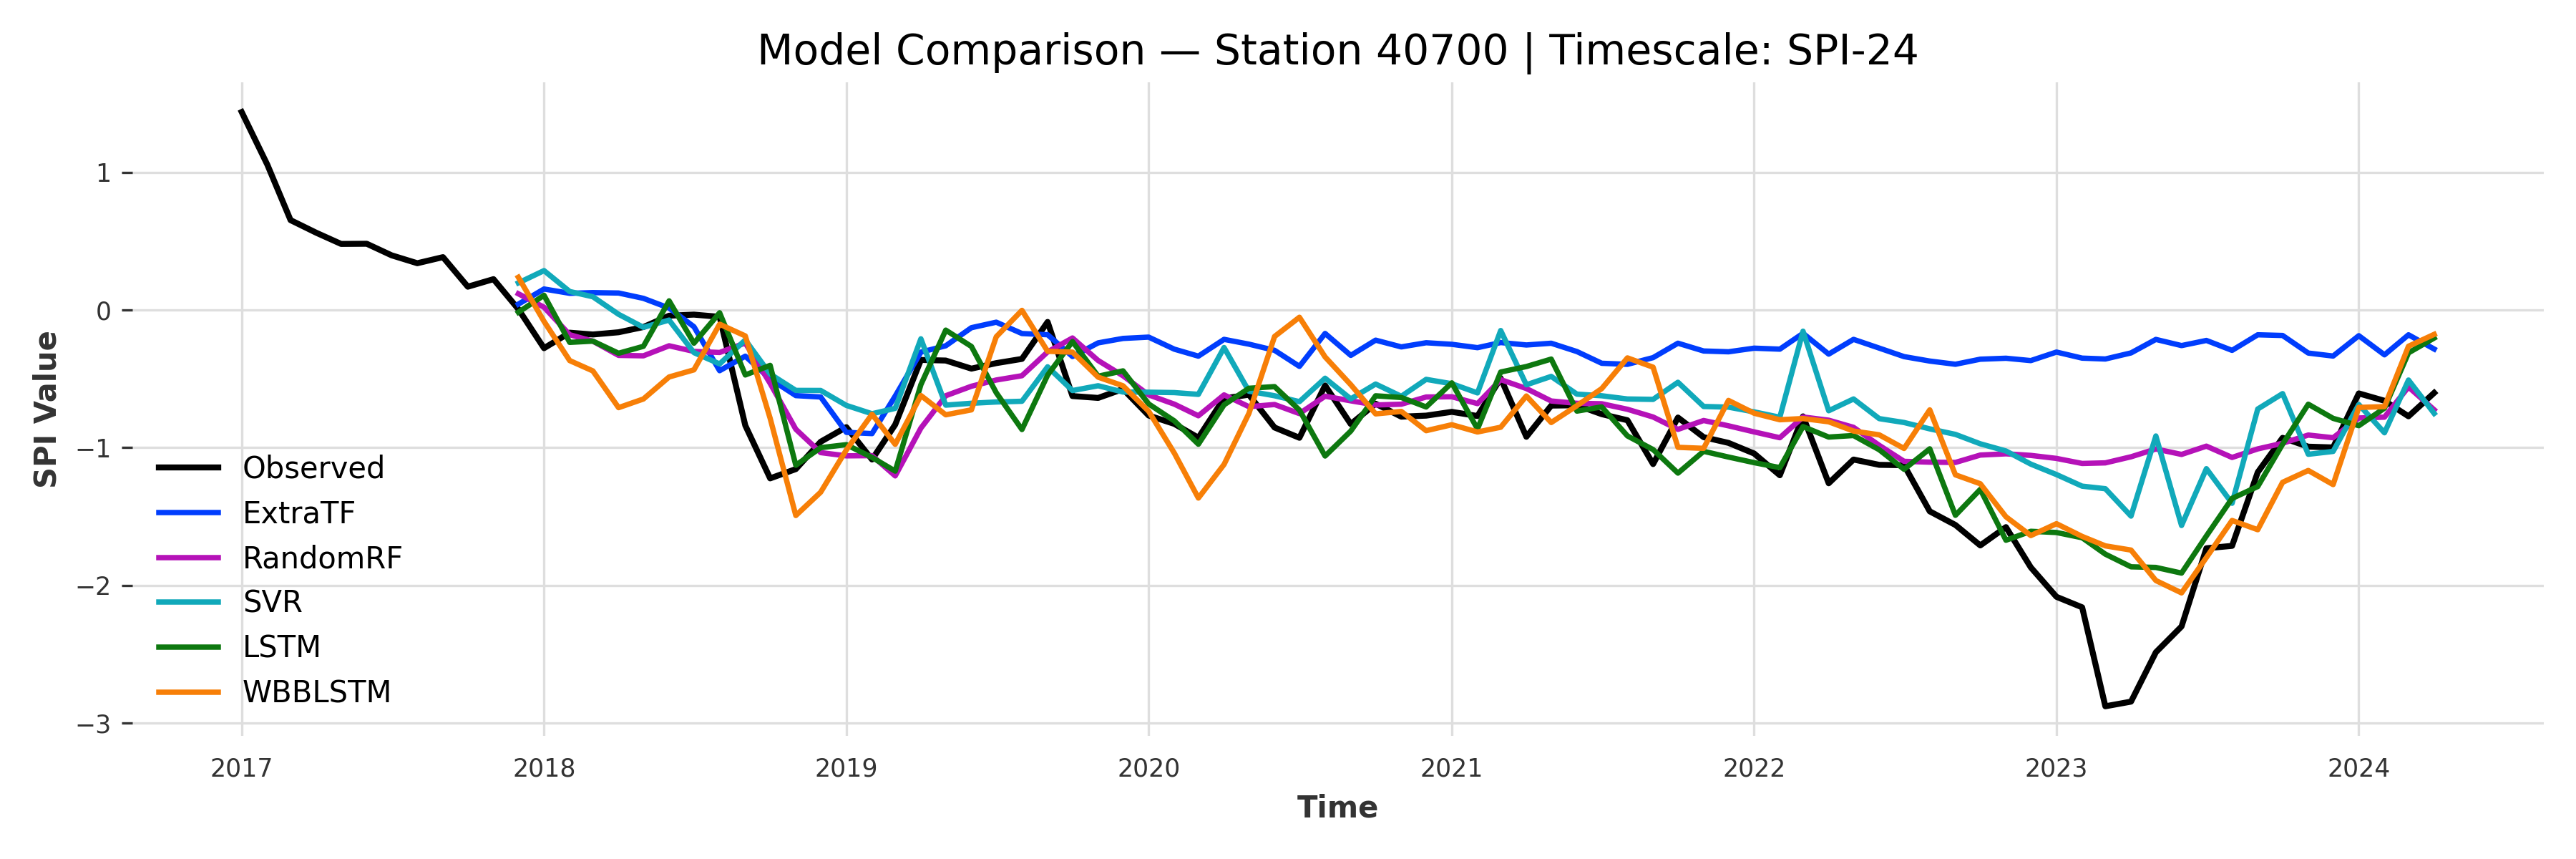 Model Comparison — Station 40700 | Timescale: SPI-24
SPI Value
1
0
−1
−2
−3
Observed
ExtraTF
RandomRF
SVR
LSTM
WBBLSTM
2017 2018 2019 2020 2021 2022 2023 2024
Time